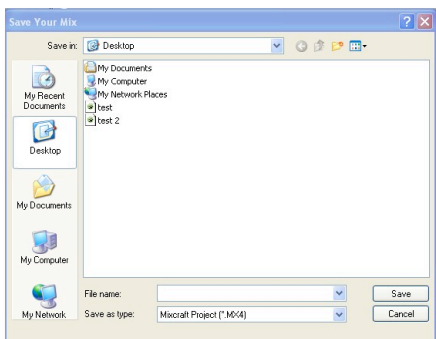 Save Your Mix
Save in: Desktop
My Documents
My Computer
My Network Places
test
test 2
My Recent
Documents
Desktop
My Documents
My Computer
My Network
File name:
Save
Save as type: Mixcraft Project (*.MX4)
Cancel